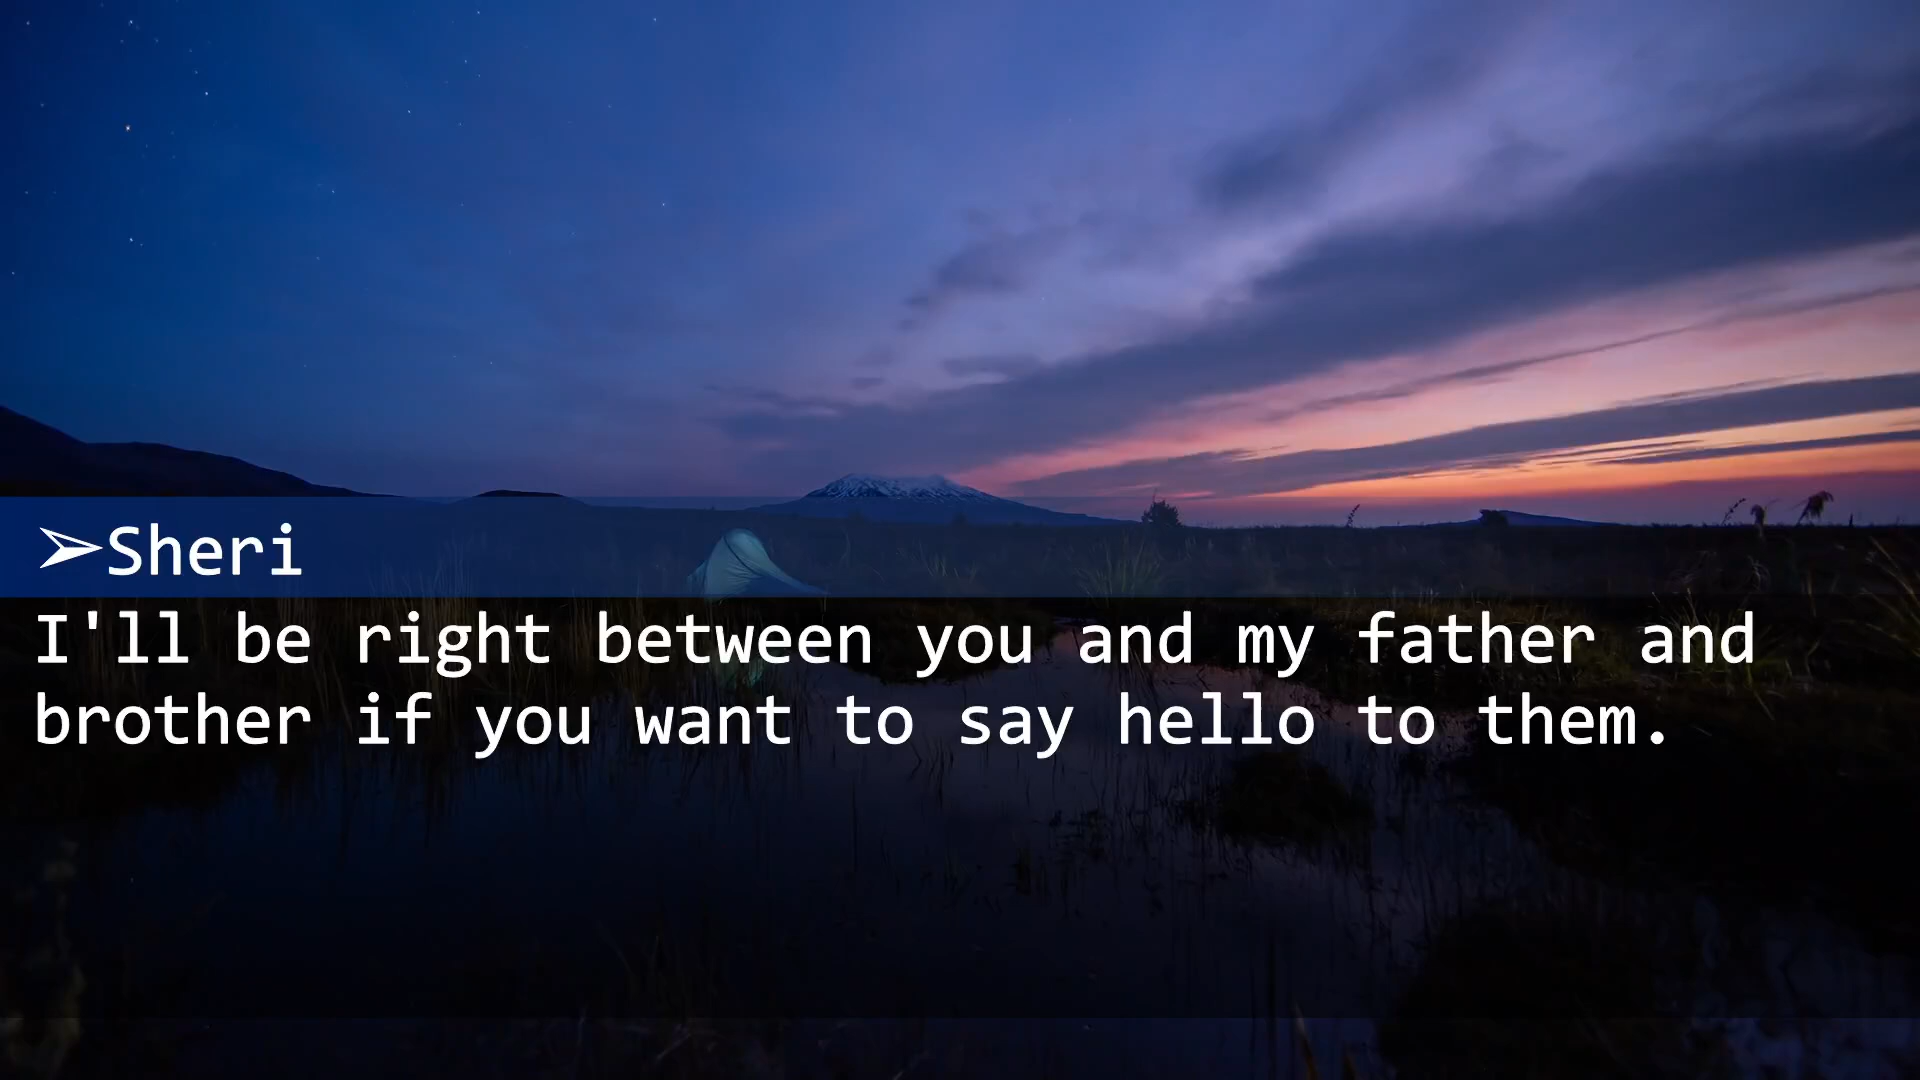 ➢Sheri
I'll be right between you and my father and
brother if you want to say hello to them.